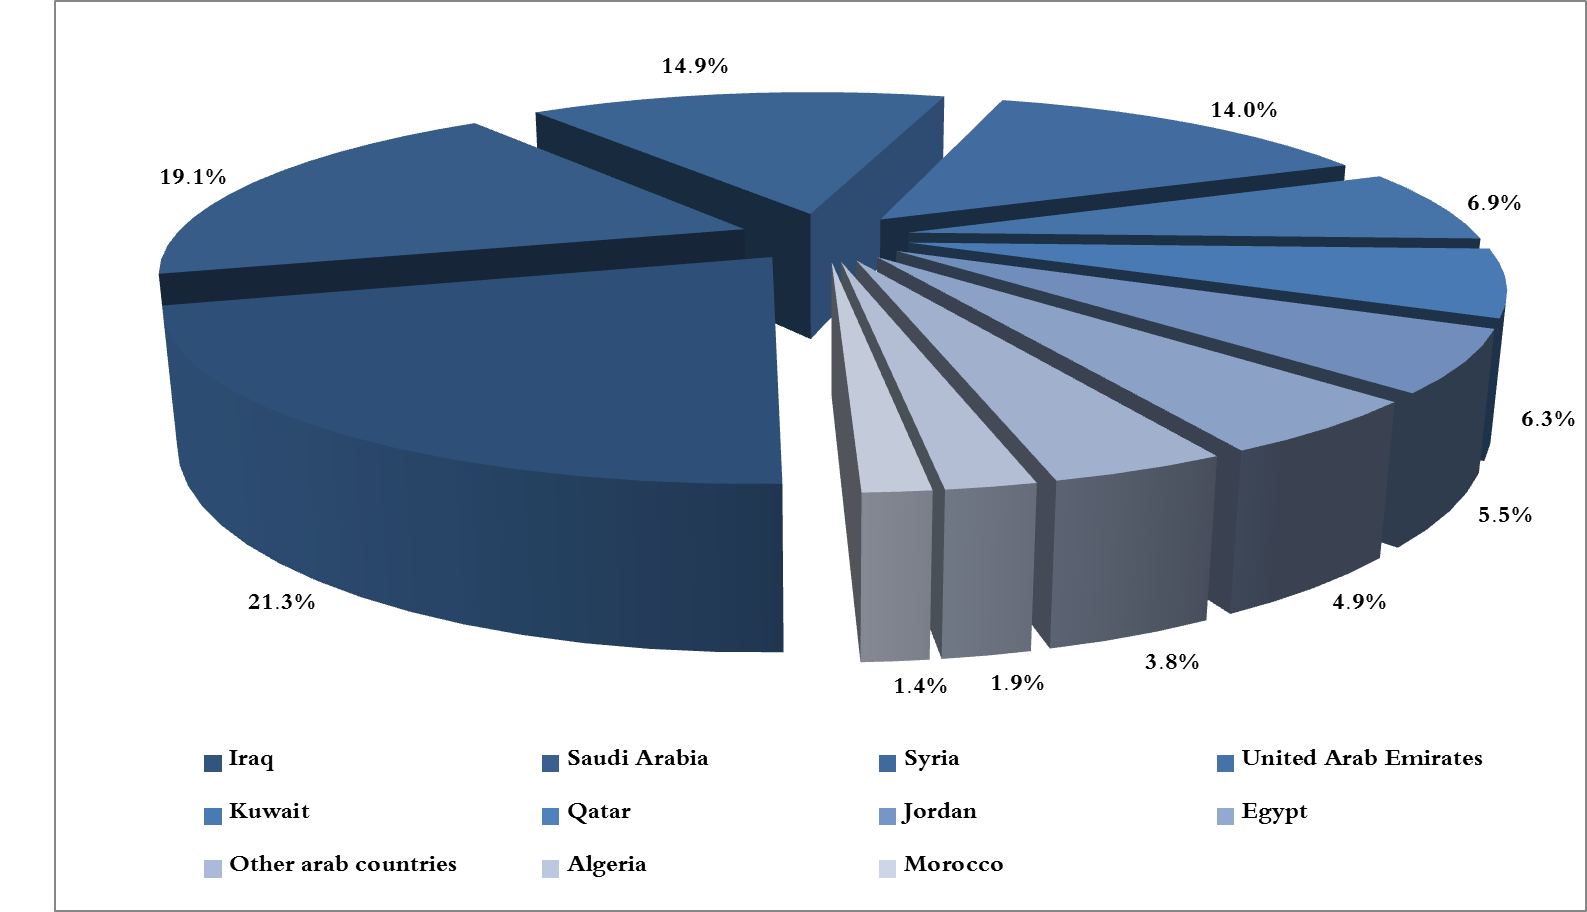 14.9%
14.0%
19.1%
6.9%
6.3%
5.5%
21.3%
4.9%
3.8%
1.4%
1.9%
Iraq
Saudi Arabia
Syria
United Arab Emirates
Kuwait
Qatar
Jordan
Egypt
Other arab countries
Algeria
Morocco